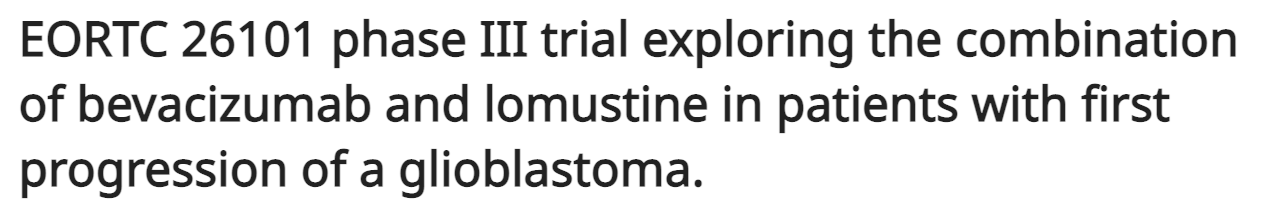 EORTC 26101 phase III trial exploring the combination
of bevacizumab and lomustine in patients with first
progression of a glioblastoma.